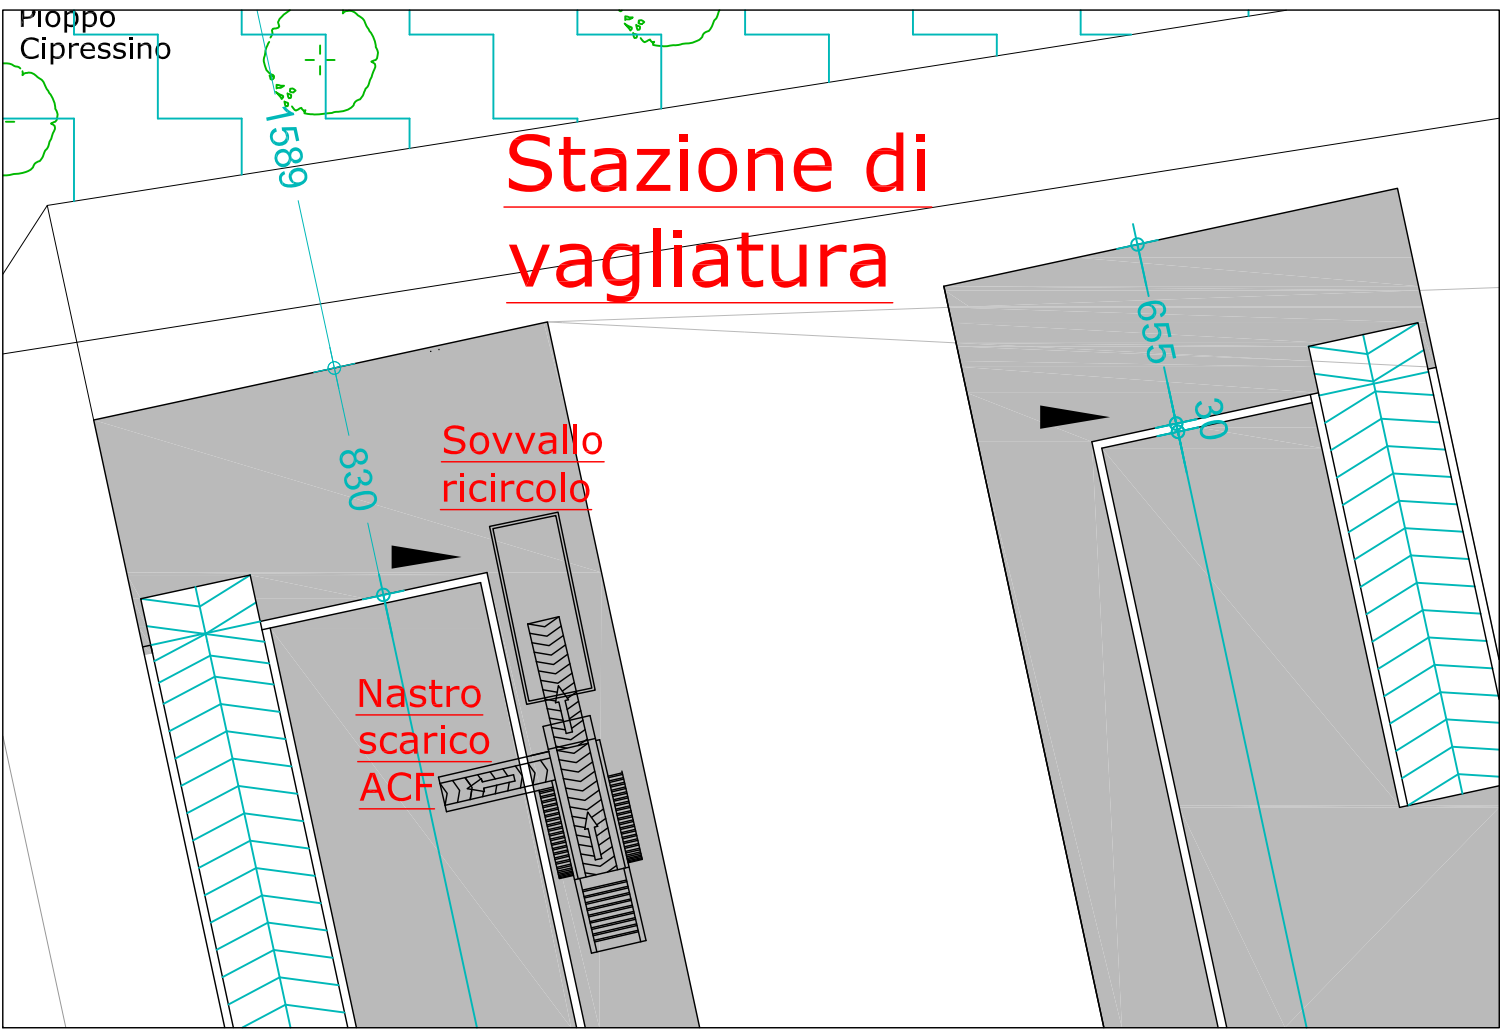 Pioppo
Cipressino
1589
Stazione di
vagliatura
655
30
830
Sovvallo
ricircolo
Nastro
scarico
ACF